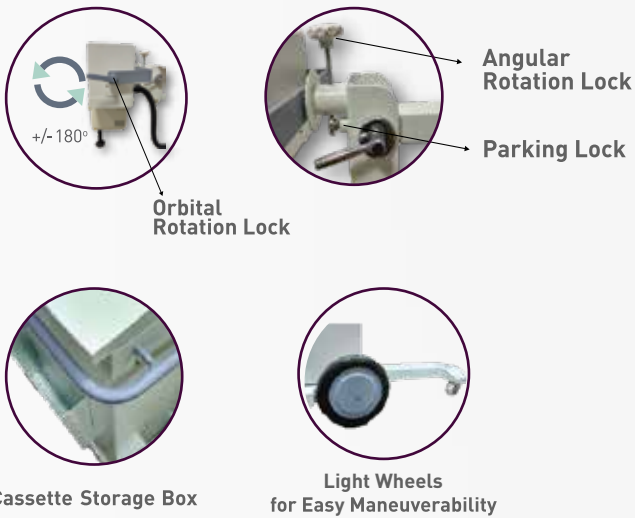 +/-180°
Angular
Rotation Lock
Parking Lock
Orbital
Rotation Lock
Cassette Storage Box
Light Wheels
for Easy Maneuverability